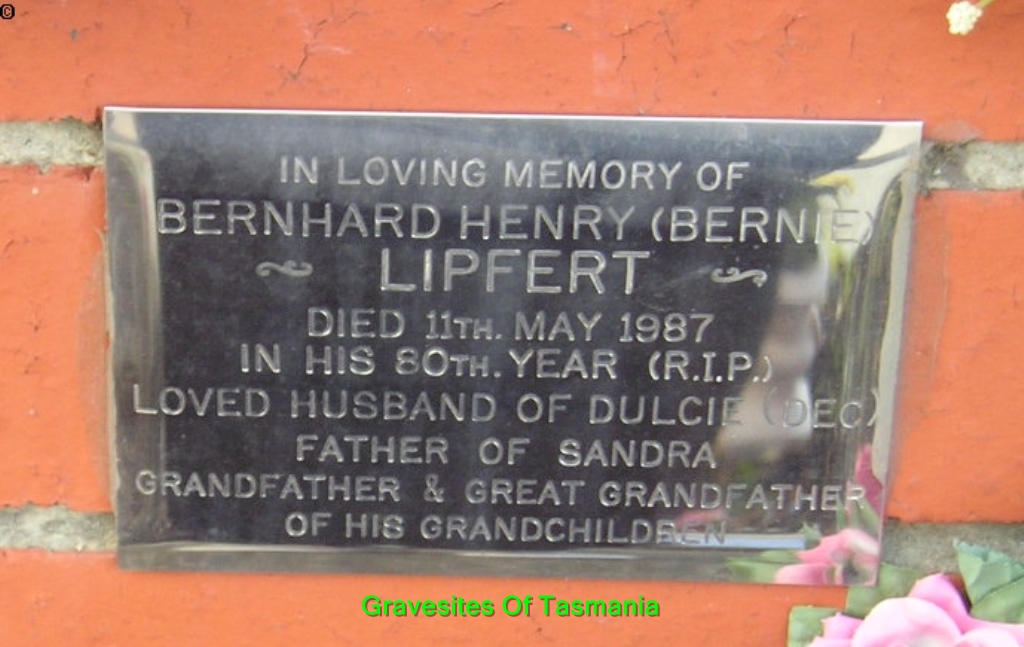 ©
IN LOVING MEMORY OF
BERNHARD HENRY (BERNIE)
LIPFERT
DIED 11TH. MAY 1987
IN HIS 80TH. YEAR (R.I.P.)
LOVED HUSBAND OF DULCIE (DEC)
FATHER OF SANDRA
GRANDFATHER & GREAT GRANDFATHER
OF HIS GRANDCHILDREN
Gravesites Of Tasmania